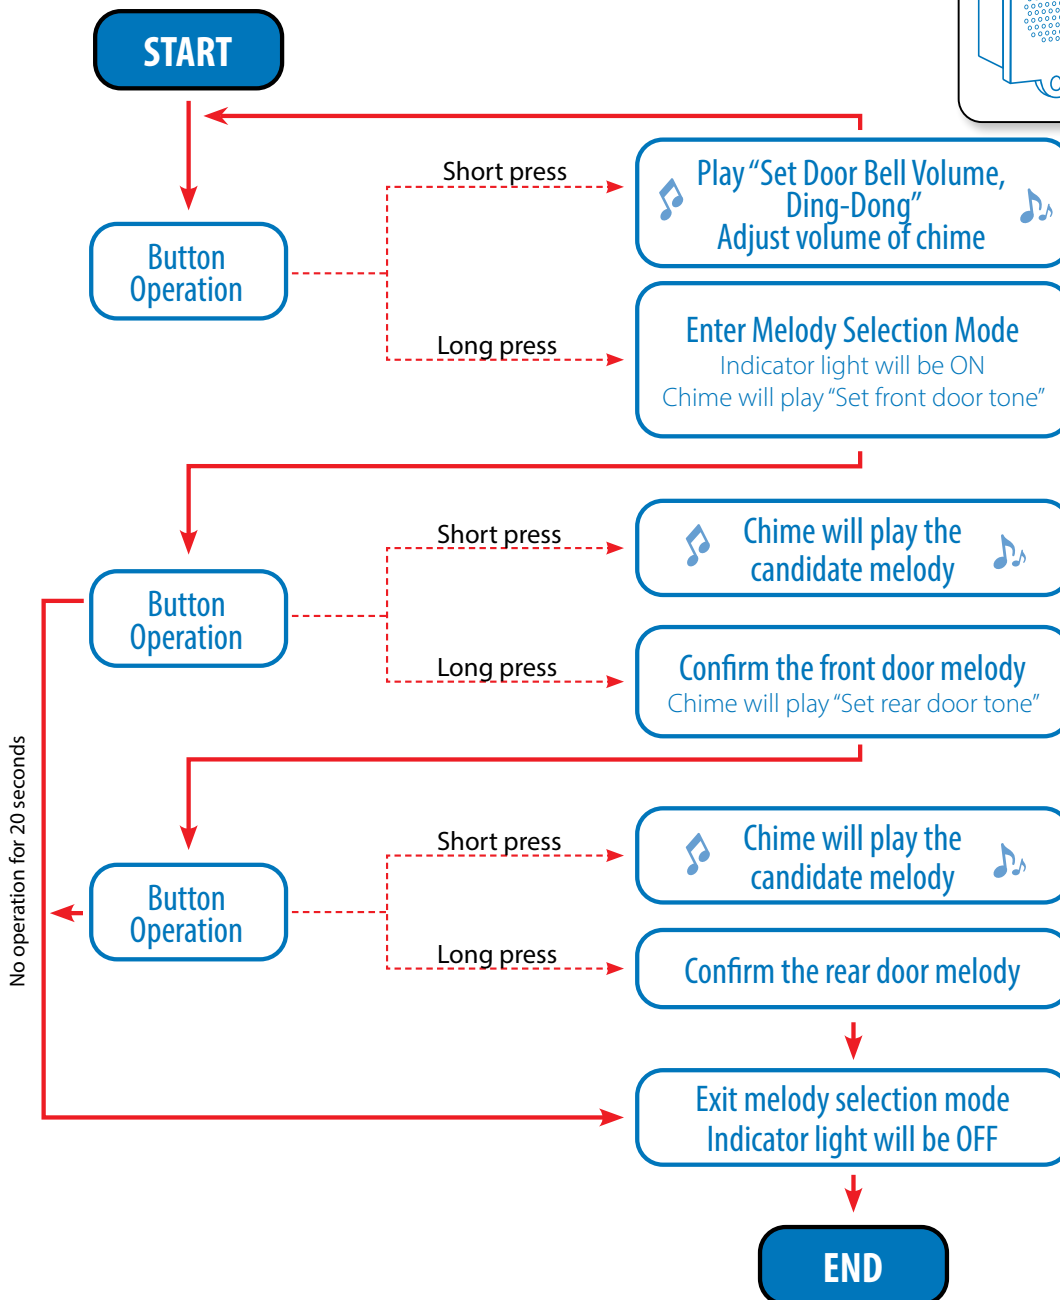 START
Short press
Play “Set Door Bell Volume,
Ding-Dong”
Adjust volume of chime
Button
Operation
Long press
Enter Melody Selection Mode
Indicator light will be ON
Chime will play “Set front door tone”
Short press
Chime will play the
candidate melody
Button
Operation
Long press
Confirm the front door melody
Chime will play “Set rear door tone”
No operation for 20 seconds
Short press
Chime will play the
candidate melody
Button
Operation
Long press
Confirm the rear door melody
Exit melody selection mode
Indicator light will be OFF
END